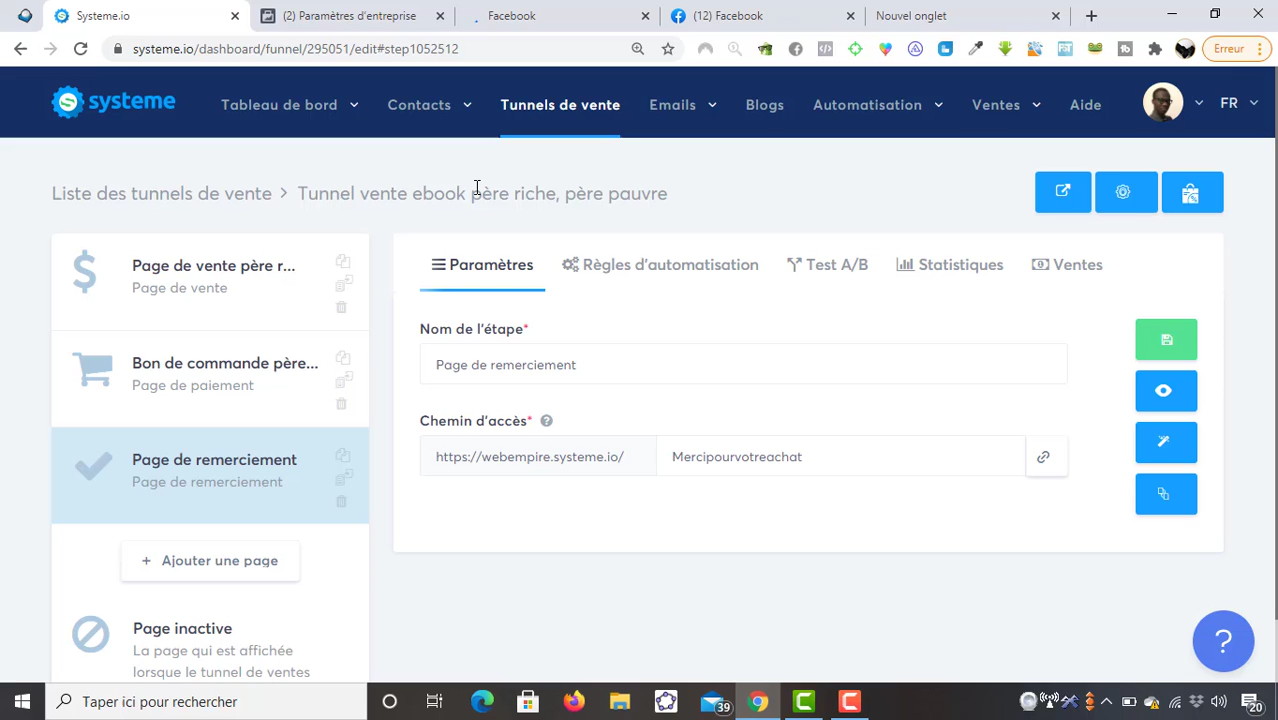 Systeme.io
(2) Paramètres d'entreprise
Facebook
(12) Facebook
Nouvel onglet
systeme.io/dashboard/funnel/295051/edit#step1052512
Erreur
systeme
Tableau de bord
Contacts
Tunnels de vente
Emails
Blogs
Automatisation
Ventes
Aide
FR
Liste des tunnels de vente > Tunnel vente ebook père riche, père pauvre
Page de vente père r...
Page de vente
Bon de commande père...
Page de paiement
Page de remerciement
Page de remerciement
+ Ajouter une page
Page inactive
La page qui est affichée
lorsque le tunnel de ventes
Paramètres
Règles d'automatisation
Test A/B
Statistiques
Ventes
Nom de l'étape*
Page de remerciement
Chemin d'accès*
https://webempire.systeme.io/
Mercipourvotreachat
?
Taper ici pour rechercher
39
20